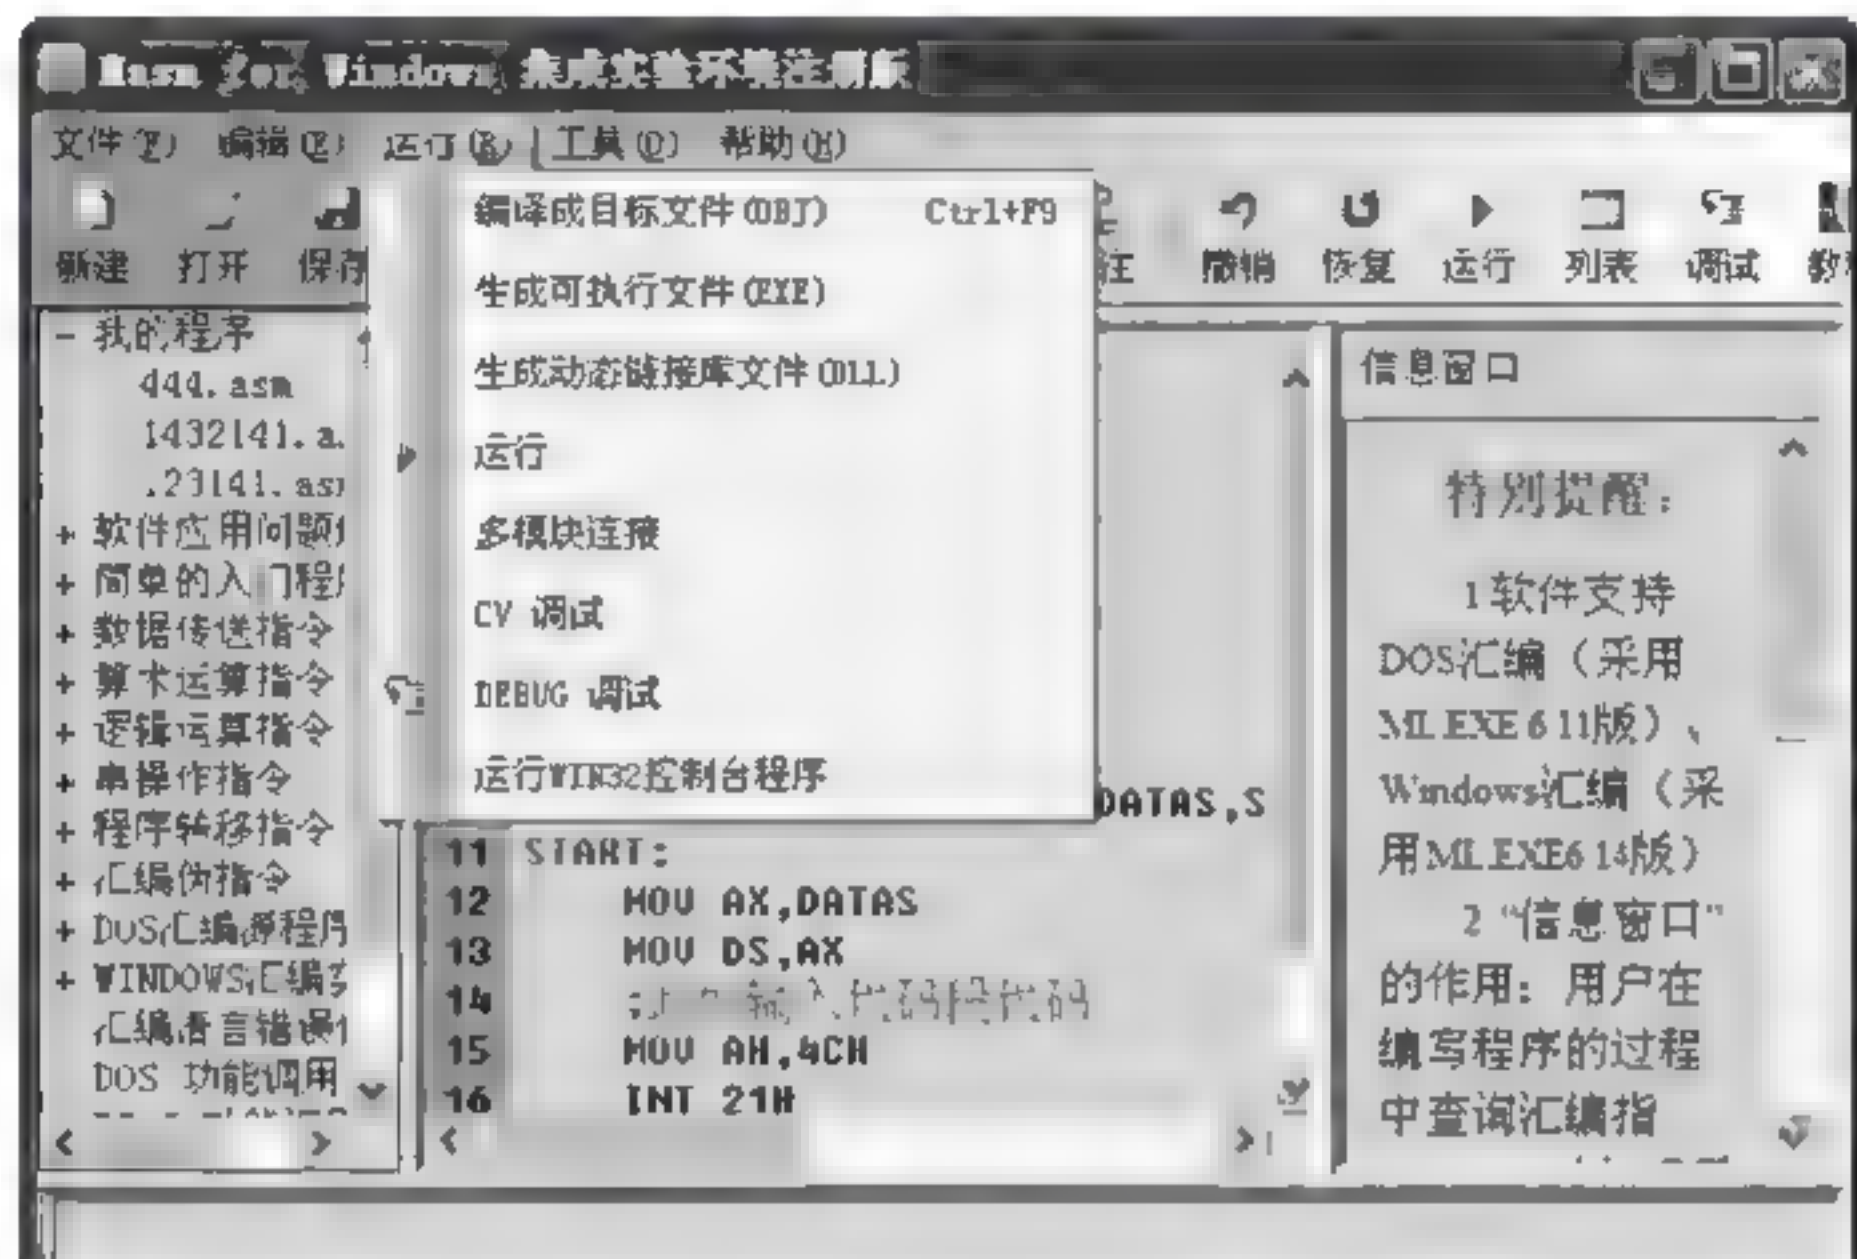 Masm for Windows 集成实验环境注册版
文件(F) 编辑(E) 运行(R) 工具(O) 帮助(H)
新建 打开 保存
撤销 恢复 运行 列表 调试
编译成目标文件(OBJ) Ctrl+F9
生成可执行文件(EXE)
生成动态链接库文件(DLL)
运行
多模块连接
CV 调试
DEBUG 调试
运行WIN32控制台程序
- 我的程序
444.asm
1432141.a
.23141.as
+ 软件应用问题
+ 简单的入门程
+ 数据传送指令
+ 算术运算指令
+ 逻辑运算指令
+ 串操作指令
+ 程序转移指令
+ 汇编伪指令
+ DOS汇编源程序
+ WINDOWS汇编
汇编语言错误
DOS 功能调用
DATAS,S
11 START:
12 MOV AX,DATAS
13 MOV DS,AX
14 输入代码段代码
15 MOV AH,4CH
16 INT 21H
信息窗口
特别提醒:
1 软件支持
DOS汇编（采用
ML EXE 6 11版）、
Windows汇编（采
用ML EXE6 14版）
2 “信息窗口”
的作用：用户在
编写程序的过程
中查询汇编指